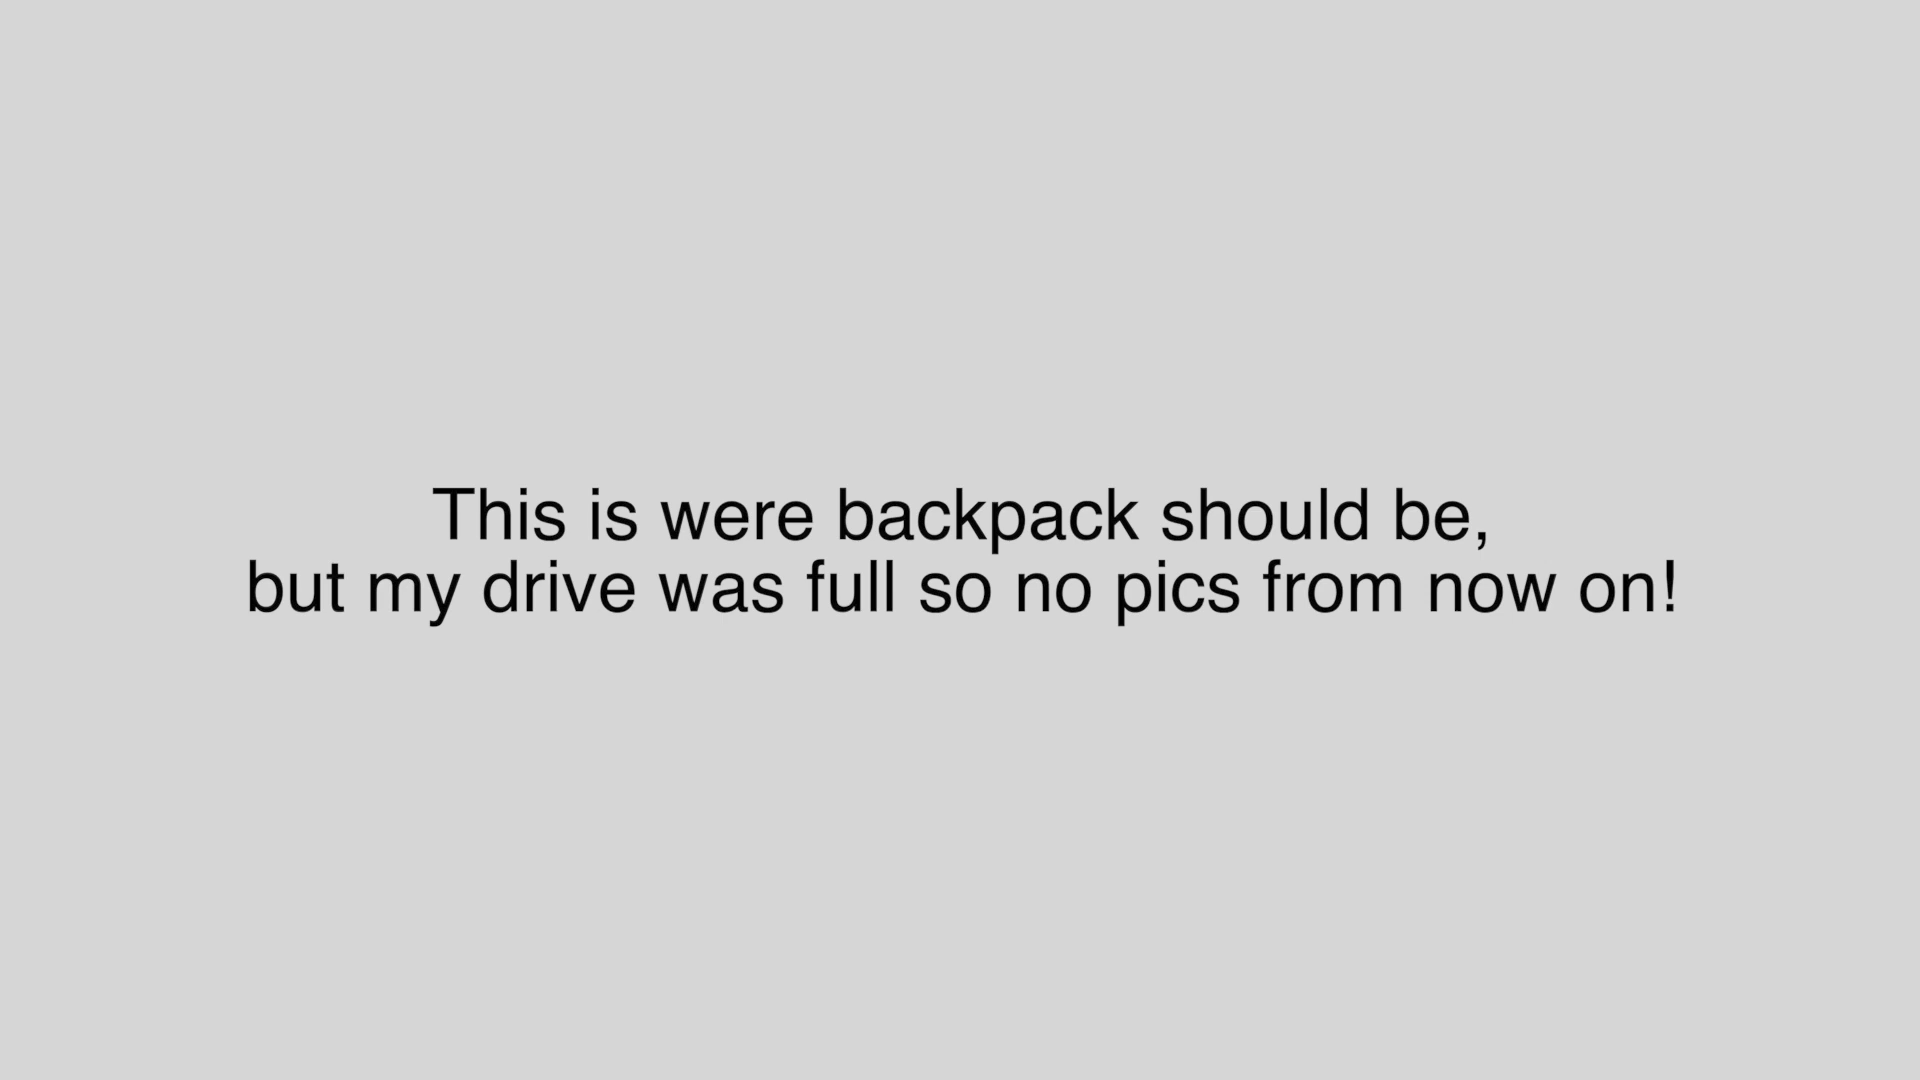 This is were backpack should be,
but my drive was full so no pics from now on!